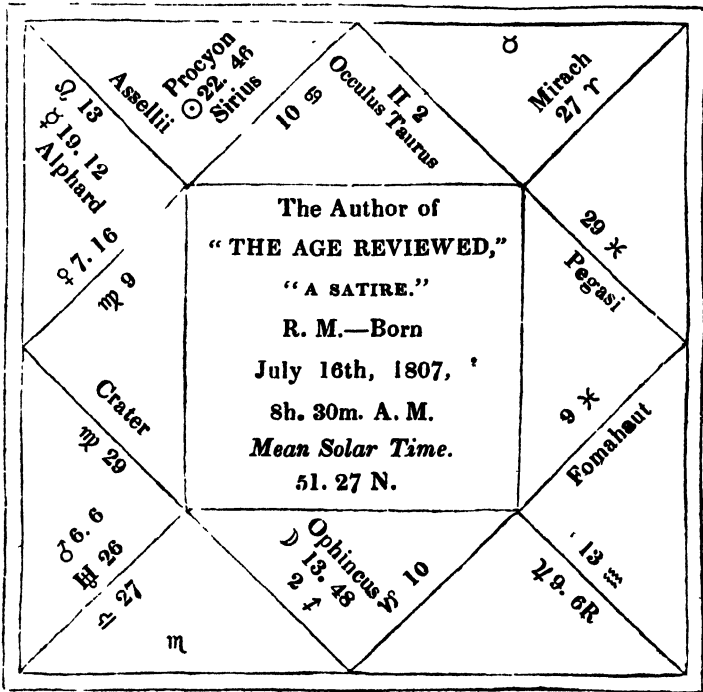 ♉
Mirach
27 ♈
Procyon
☉22. 46
Sirius
Assellii
10 ♋
♊ 2
Occulus Taurus
♌ 13
☿ 19. 12
Alphard
♀ 7. 16
♍ 9
29 ♓
Pegasi
The Author of
“ THE AGE REVIEWED,”
“ A SATIRE.”
R. M.—Born
July 16th, 1807,
8h. 30m. A. M.
Mean Solar Time.
51. 27 N.
Crater
♍ 29
9 ♓
Fomahaut
♂ 6. 6
♅ 26
♎ 27
♏
Ophincus
☽ 13. 48
2 ♐
♑ 10
13 ♒
♃9. 6R